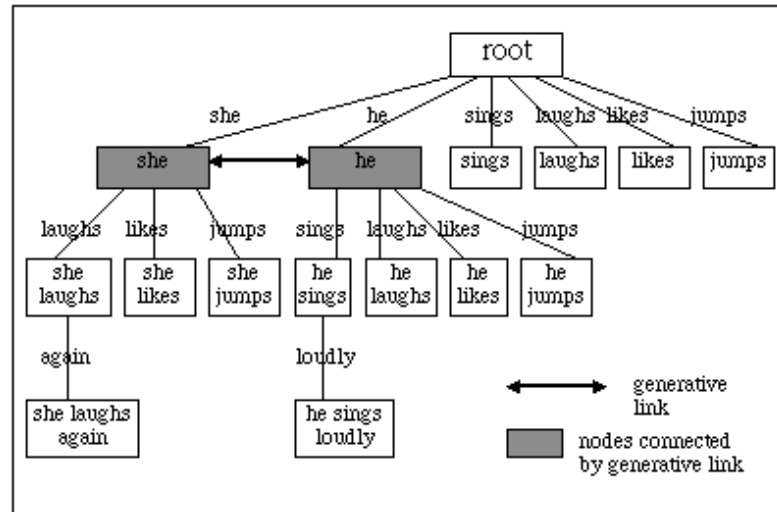 root
she
he
sings
laughs
likes
jumps
she
he
sings
laughs
likes
jumps
laughs
likes
jumps
sings
laughs
likes
jumps
she
laughs
she
likes
she
jumps
he
sings
he
laughs
he
likes
he
jumps
again
loudly
she laughs
again
he sings
loudly
generative
link
nodes connected
by generative link